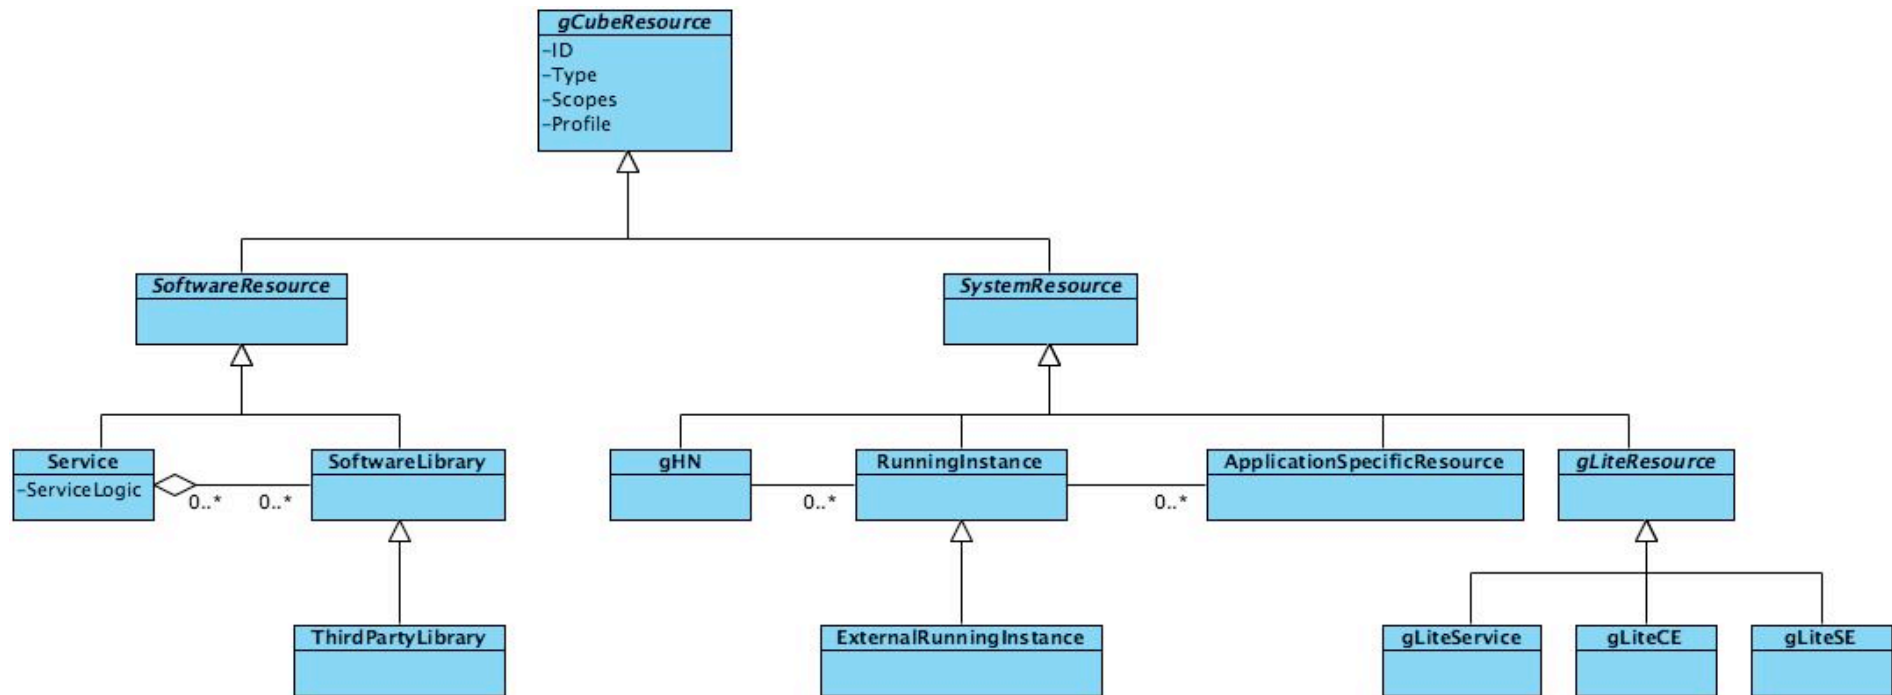 gCubeResource
-ID
-Type
-Scopes
-Profile
SoftwareResource
SystemResource
Service
-ServiceLogic
0..*
0..*
SoftwareLibrary
gHN
0..*
RunningInstance
0..*
ApplicationSpecificResource
gLiteResource
ThirdPartyLibrary
ExternalRunningInstance
gLiteService
gLiteCE
gLiteSE